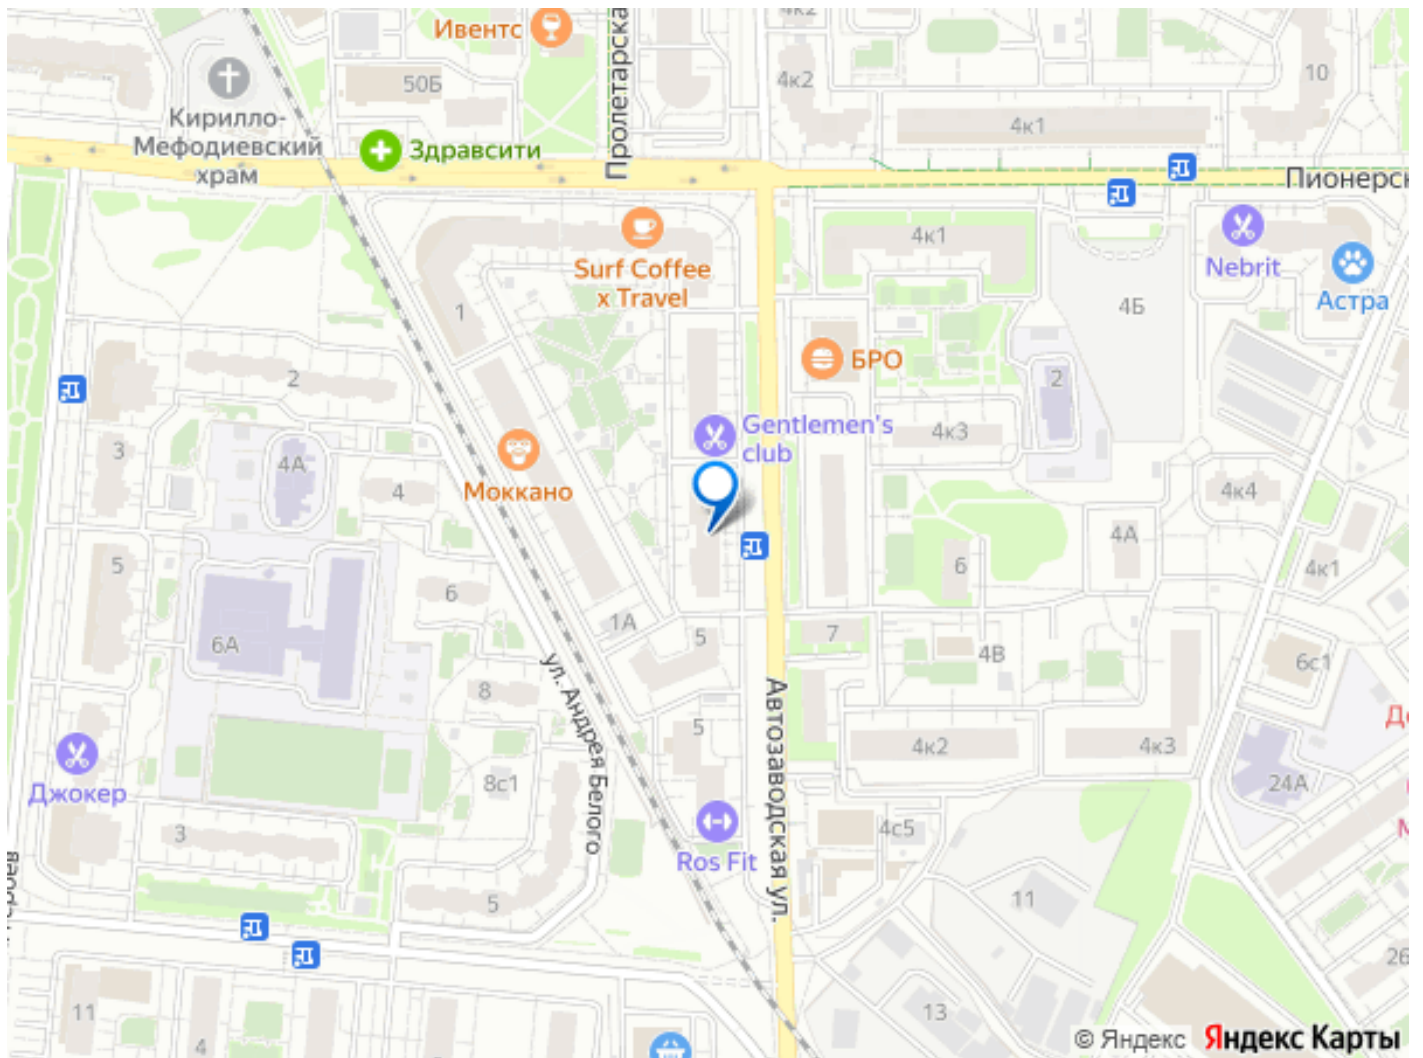 Ивентс
4к2
4к2
10
50Б
Кирилло-
Мефодиевский
храм
Здравсити
Пролетарска
4к1
Пионерск
4к1
Nebrit
Астра
4Б
Surf Coffee
x Travel
1
БРО
2
2
3
4А
4
Моккано
Gentlemen's
club
4к3
4к4
4А
4к1
5
6
6
1А
5
7
6А
4В
6с1
ул. Андрея Белого
Автозаводская ул.
8
5
4к2
4к3
Джокер
8с1
24А
3
Ros Fit
4с5
5
11
26
11
4
13
© Яндекс Яндекс Карты